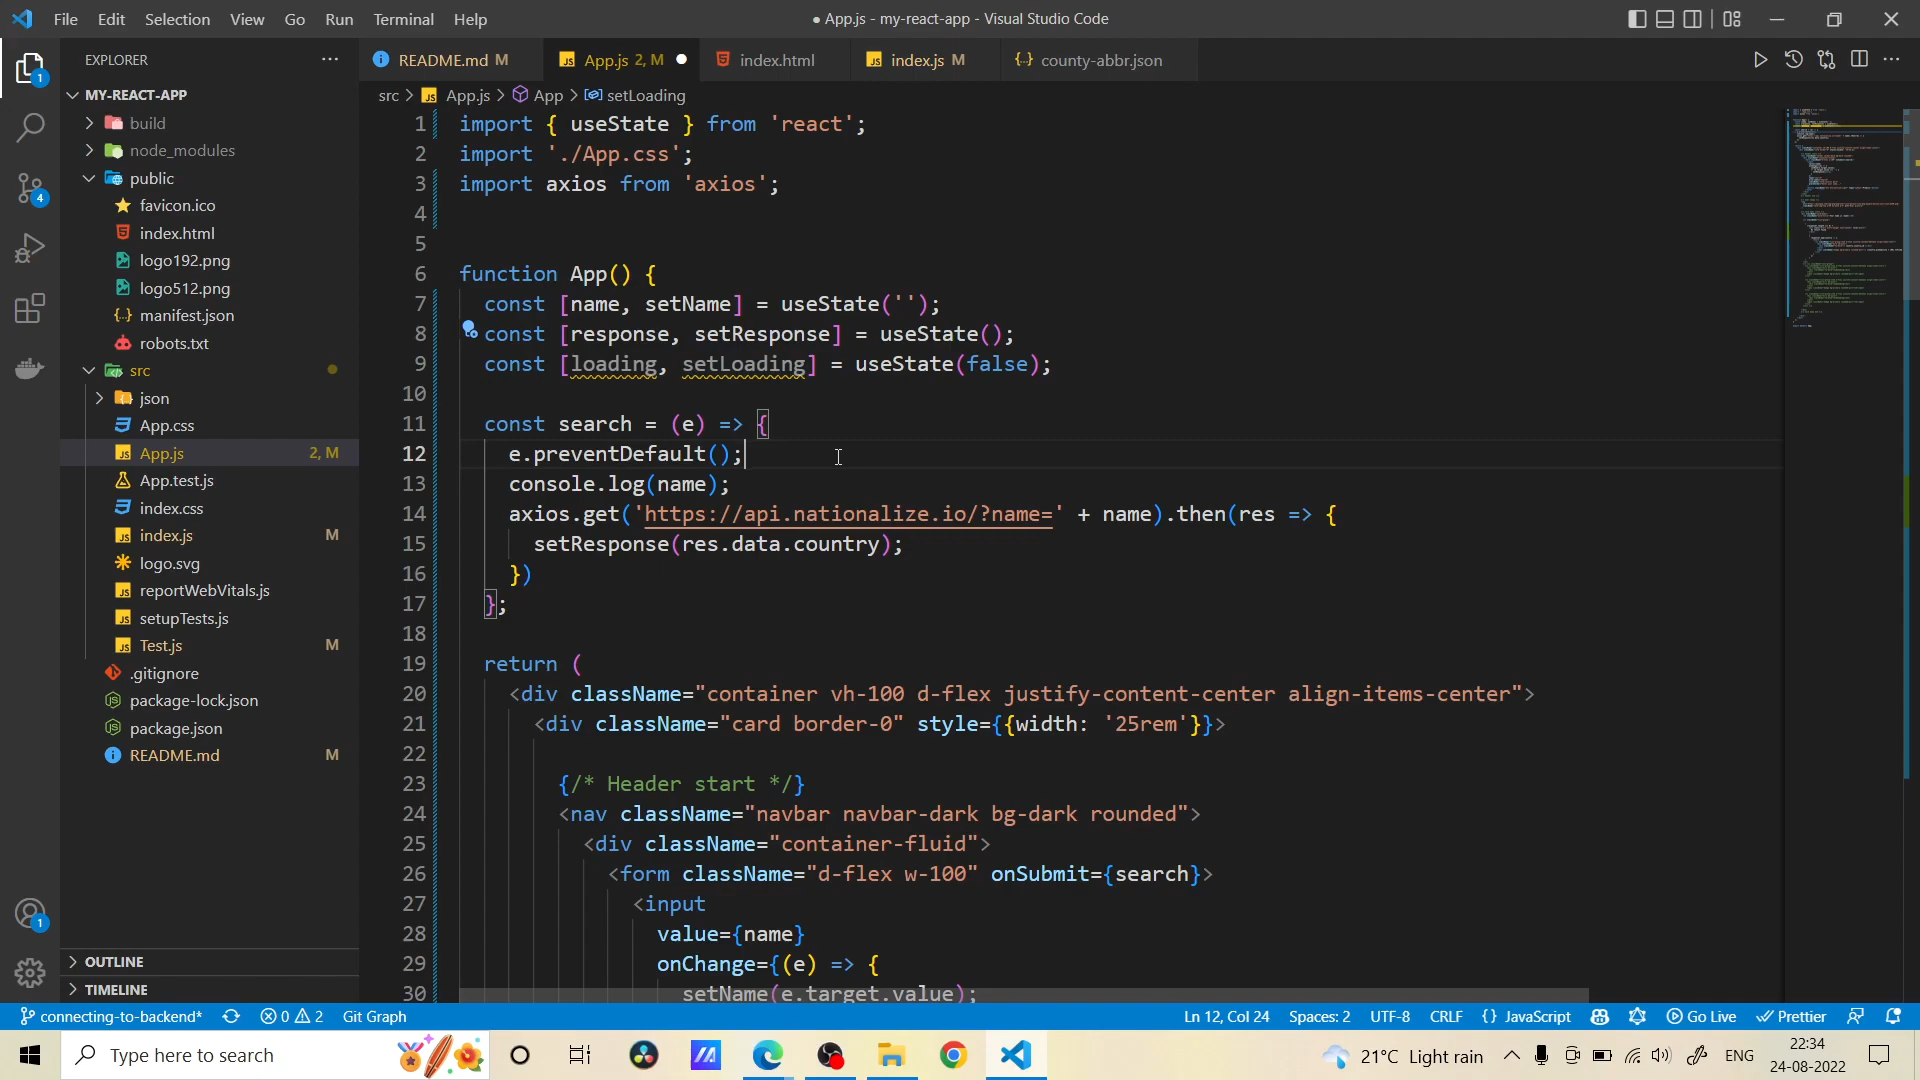 File Edit Selection View Go Run Terminal Help
● App.js - my-react-app - Visual Studio Code
EXPLORER
MY-REACT-APP
build
node_modules
public
favicon.ico
index.html
logo192.png
logo512.png
manifest.json
robots.txt
src
json
App.css
App.js 2, M
App.test.js
index.css
index.js M
logo.svg
reportWebVitals.js
setupTests.js
Test.js M
.gitignore
package-lock.json
package.json
README.md M
OUTLINE
TIMELINE
1
4
1
README.md M App.js 2, M index.html index.js M county-abbr.json
src > App.js > App > setLoading
1 import { useState } from 'react';
2 import './App.css';
3 import axios from 'axios';
4
5
6 function App() {
7 const [name, setName] = useState('');
8 const [response, setResponse] = useState();
9 const [loading, setLoading] = useState(false);
10
11 const search = (e) => {
12 e.preventDefault();
13 console.log(name);
14 axios.get('https://api.nationalize.io/?name=' + name).then(res => {
15 setResponse(res.data.country);
16 })
17 };
18
19 return (
20 <div className="container vh-100 d-flex justify-content-center align-items-center">
21 <div className="card border-0" style={{width: '25rem'}}>
22
23 {/* Header start */}
24 <nav className="navbar navbar-dark bg-dark rounded">
25 <div className="container-fluid">
26 <form className="d-flex w-100" onSubmit={search}>
27 <input
28 value={name}
29 onChange={(e) => {
30 setName(e.target.value);
connecting-to-backend* 0 2 Git Graph
Ln 12, Col 24 Spaces: 2 UTF-8 CRLF {} JavaScript Go Live Prettier
Type here to search
21°C Light rain ENG
22:34
24-08-2022